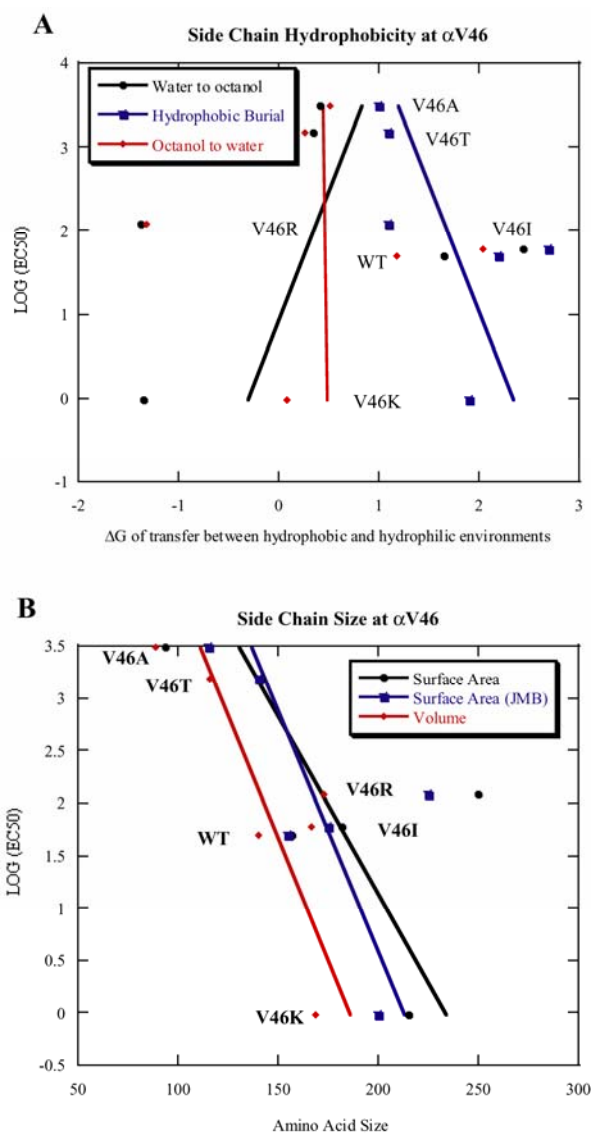 A
Side Chain Hydrophobicity at αV46
4
3
2
1
0
-1
LOG (EC50)
Water to octanol
Hydrophobic Burial
Octanol to water
V46A
V46T
V46R
V46I
WT
V46K
-2 -1 0 1 2 3
ΔG of transfer between hydrophobic and hydrophilic environments
B
Side Chain Size at αV46
3.5
3
2.5
2
1.5
1
0.5
0
-0.5
LOG (EC50)
Surface Area
Surface Area (JMB)
Volume
V46A
V46T
V46R
V46I
WT
V46K
50 100 150 200 250 300
Amino Acid Size